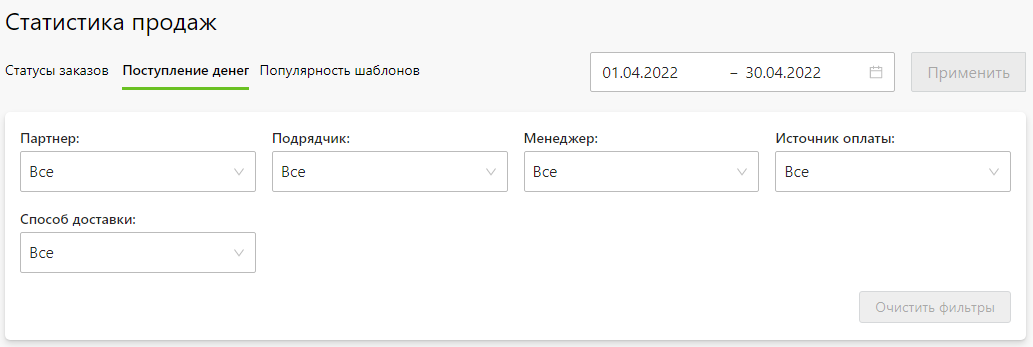 Статистика продаж
Статусы заказов Поступление денег Популярность шаблонов 01.04.2022 – 30.04.2022 Применить
Партнер: Подрядчик: Менеджер: Источник оплаты:
Все Все Все Все
Способ доставки:
Все
Очистить фильтры